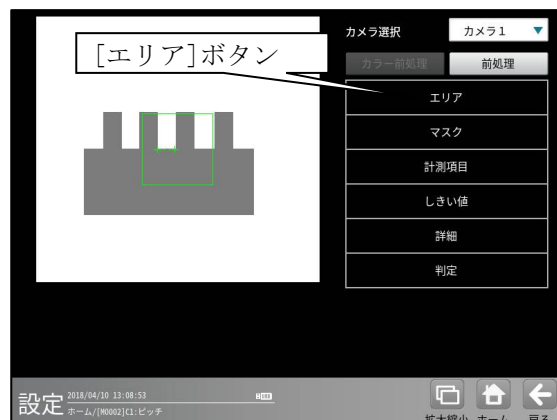 [エリア]ボタン
カメラ選択
カメラ1
カラー前処理
前処理
エリア
マスク
計測項目
しきい値
詳細
判定
設定
2018/04/10 13:08:53
ホーム/[M0002]C1:ピッチ
拡大縮小 ホーム 戻る